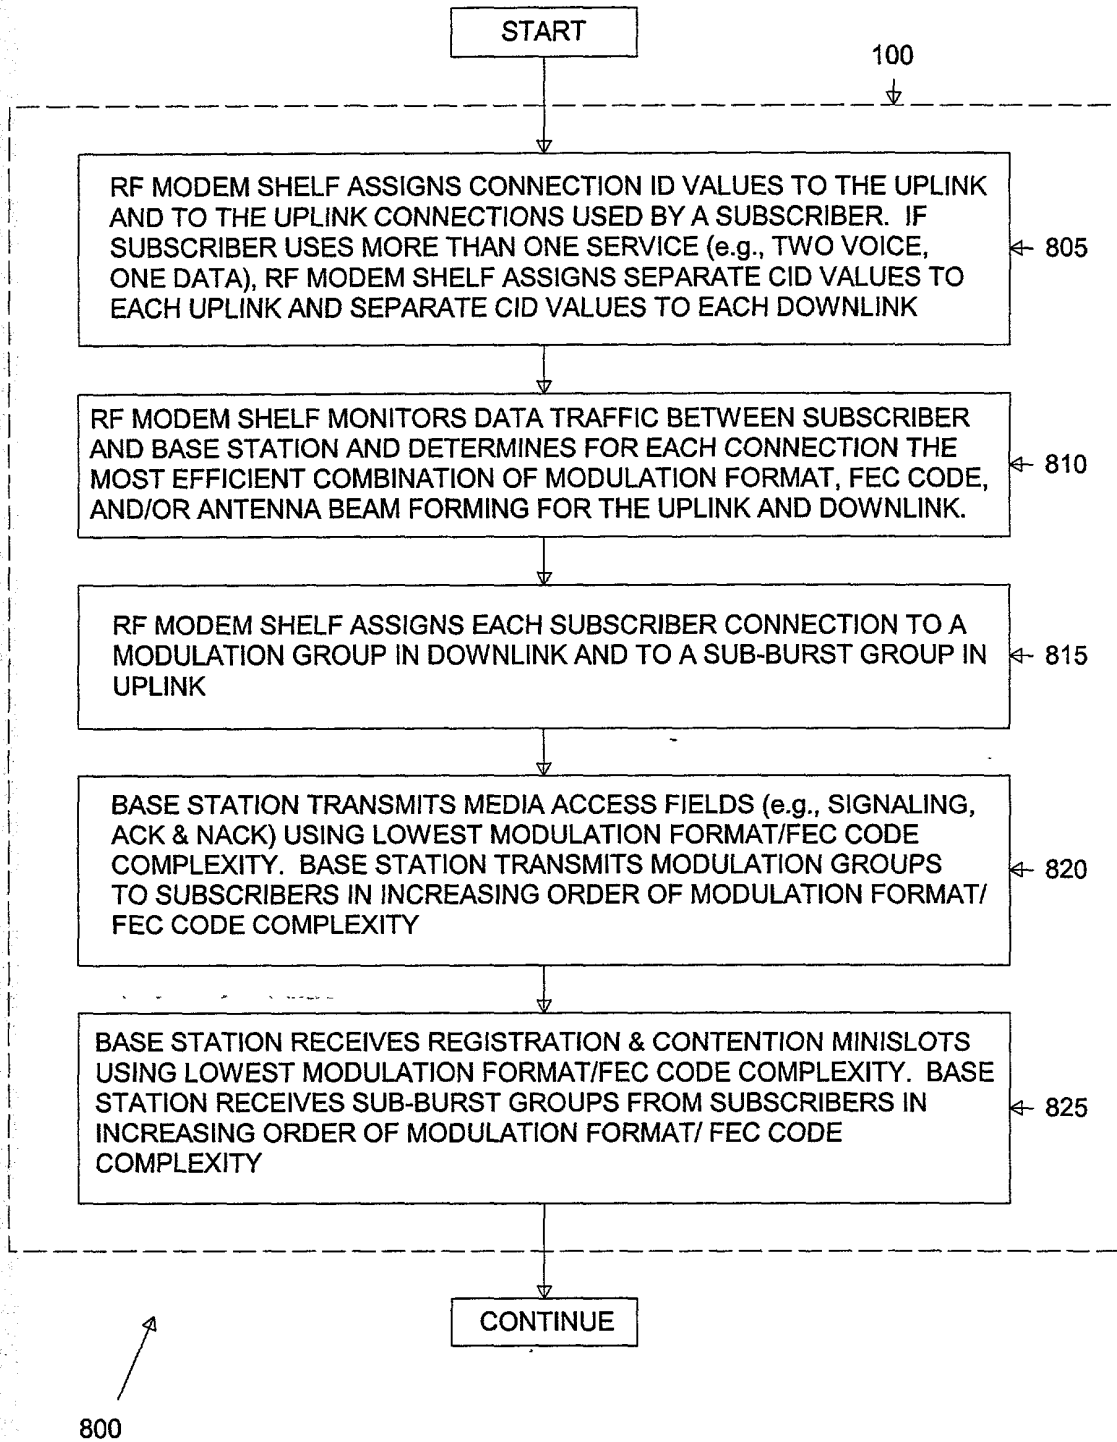 START
100
RF MODEM SHELF ASSIGNS CONNECTION ID VALUES TO THE UPLINK
AND TO THE UPLINK CONNECTIONS USED BY A SUBSCRIBER. IF
SUBSCRIBER USES MORE THAN ONE SERVICE (e.g., TWO VOICE,
ONE DATA), RF MODEM SHELF ASSIGNS SEPARATE CID VALUES TO
EACH UPLINK AND SEPARATE CID VALUES TO EACH DOWNLINK
805
RF MODEM SHELF MONITORS DATA TRAFFIC BETWEEN SUBSCRIBER
AND BASE STATION AND DETERMINES FOR EACH CONNECTION THE
MOST EFFICIENT COMBINATION OF MODULATION FORMAT, FEC CODE,
AND/OR ANTENNA BEAM FORMING FOR THE UPLINK AND DOWNLINK.
810
RF MODEM SHELF ASSIGNS EACH SUBSCRIBER CONNECTION TO A
MODULATION GROUP IN DOWNLINK AND TO A SUB-BURST GROUP IN
UPLINK
815
BASE STATION TRANSMITS MEDIA ACCESS FIELDS (e.g., SIGNALING,
ACK & NACK) USING LOWEST MODULATION FORMAT/FEC CODE
COMPLEXITY. BASE STATION TRANSMITS MODULATION GROUPS
TO SUBSCRIBERS IN INCREASING ORDER OF MODULATION FORMAT/
FEC CODE COMPLEXITY
820
BASE STATION RECEIVES REGISTRATION & CONTENTION MINISLOTS
USING LOWEST MODULATION FORMAT/FEC CODE COMPLEXITY. BASE
STATION RECEIVES SUB-BURST GROUPS FROM SUBSCRIBERS IN
INCREASING ORDER OF MODULATION FORMAT/ FEC CODE
COMPLEXITY
825
CONTINUE
800